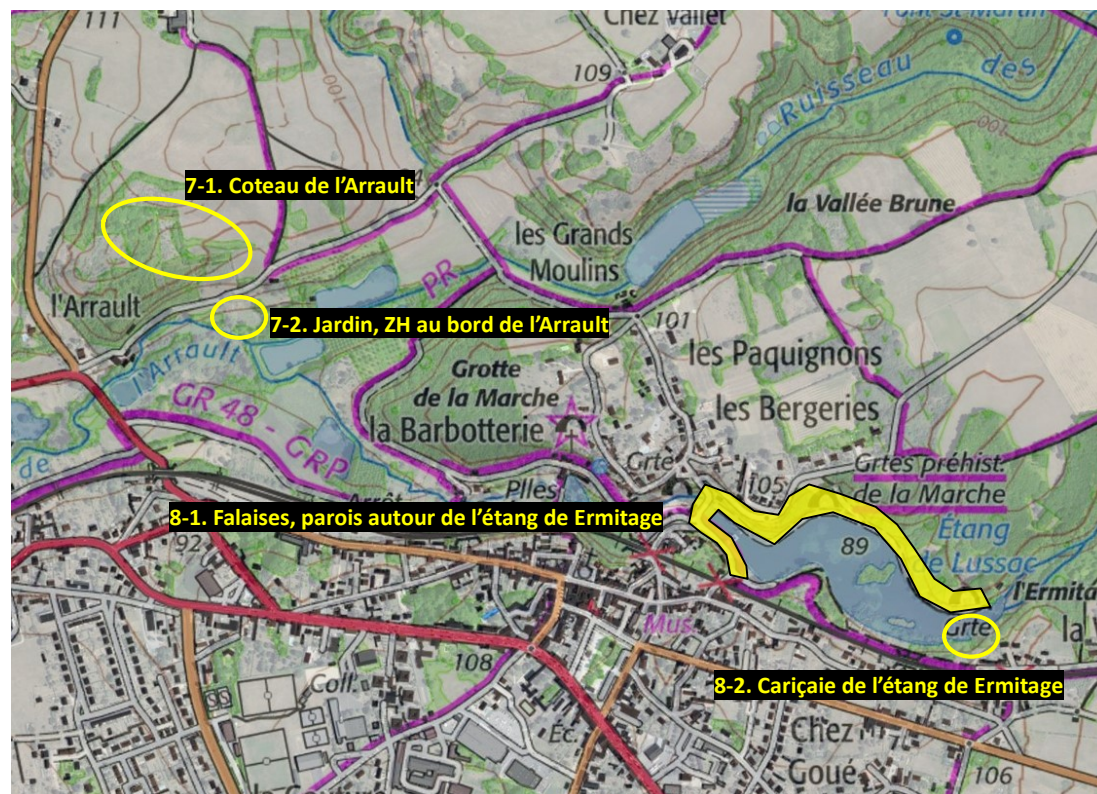 111
Chez Vallet
109
Ruisseau des
100
100
7-1. Coteau de l’Arrault
la Vallée Brune
les Grands
Moulins
PR
l'Arrault
7-2. Jardin, ZH au bord de l’Arrault
101
l'Arrault
les Paquignons
Grotte
de la Marche
GR 48 - GRP
la Barbotterie
les Bergeries
de
Grte
Grtes préhist.
de la Marche
105
Plles
Arrêt
8-1. Falaises, parois autour de l’étang de Ermitage
92
89
Étang
de Lussac
l'Ermita
Mus.
Grte
la
108
8-2. Cariçaie de l’étang de Ermitage
Coll.
SS
Éc.
Chez
Goué
106